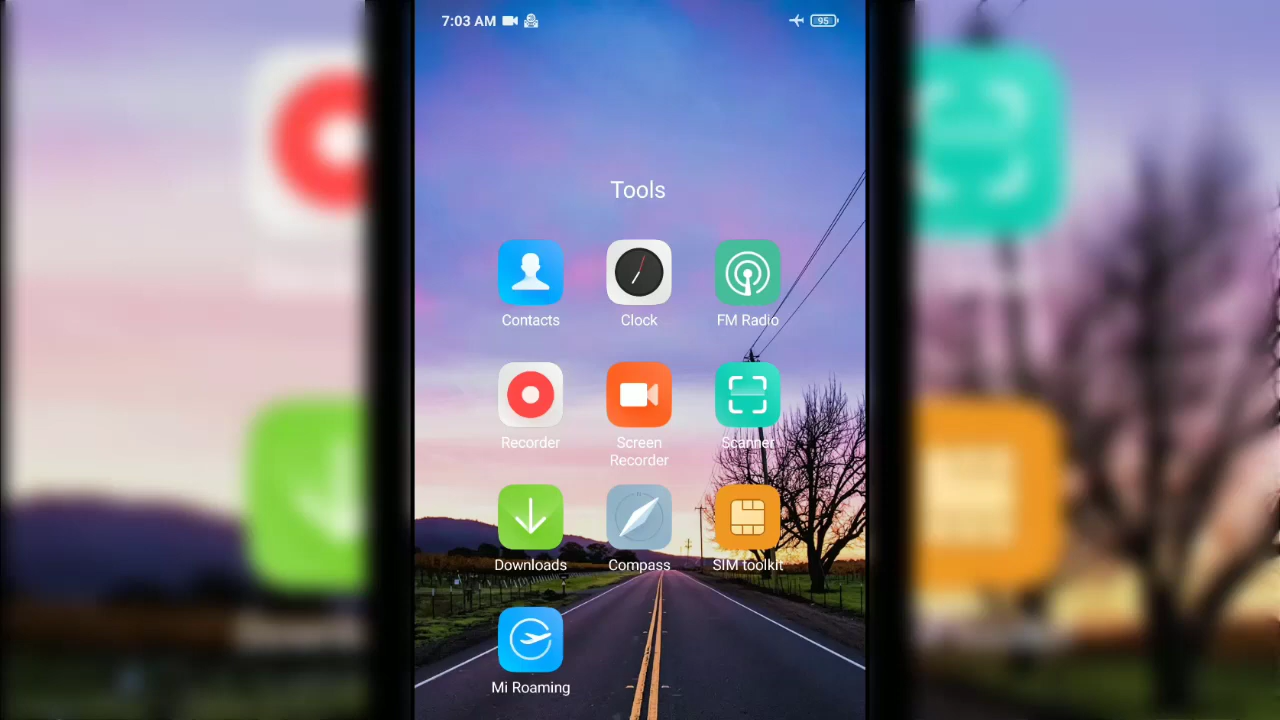 7:03 AM
95
Tools
Contacts
Clock
FM Radio
Recorder
Screen
Recorder
Scanner
Downloads
Compass
SIM toolkit
Mi Roaming